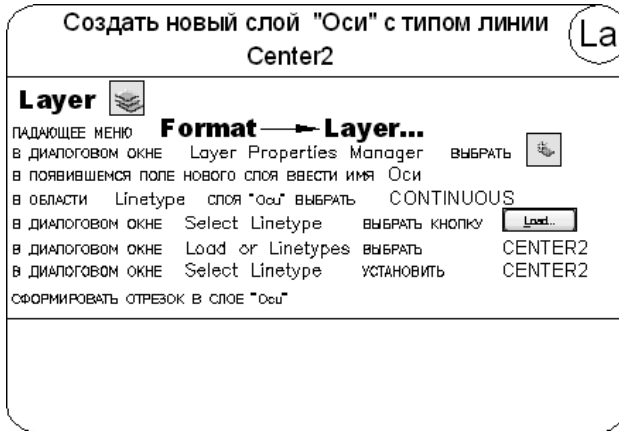 Создать новый слой "Оси" с типом линии
Center2
La
Layer
ПАДАЮЩЕЕ МЕНЮ Format Layer...
В ДИАЛОГОВОМ ОКНЕ Layer Properties Manager ВЫБРАТЬ
В ПОЯВИВШЕМСЯ ПОЛЕ НОВОГО СЛОЯ ВВЕСТИ ИМЯ Оси
В ОБЛАСТИ Linetype СЛОЯ "Оси" ВЫБРАТЬ CONTINUOUS
В ДИАЛОГОВОМ ОКНЕ Select Linetype ВЫБРАТЬ КНОПКУ Load...
В ДИАЛОГОВОМ ОКНЕ Load or Linetypes ВЫБРАТЬ CENTER2
В ДИАЛОГОВОМ ОКНЕ Select Linetype УСТАНОВИТЬ CENTER2
СФОРМИРОВАТЬ ОТРЕЗОК В СЛОЕ "Оси"